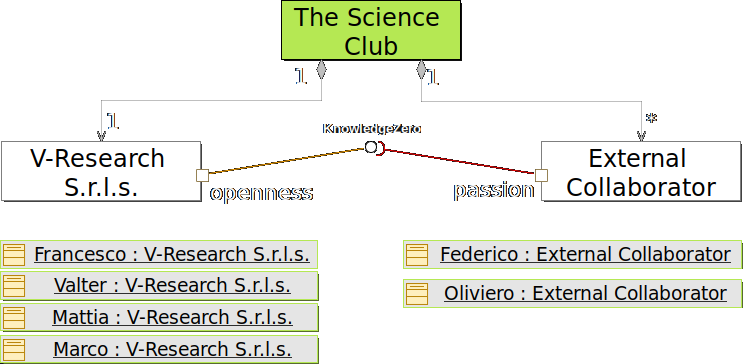 The Science
Club
1
1
1
*
KnowledgeZero
V-Research
S.r.l.s.
External
Collaborator
openness
passion
Francesco : V-Research S.r.l.s.
Federico : External Collaborator
Valter : V-Research S.r.l.s.
Oliviero : External Collaborator
Mattia : V-Research S.r.l.s.
Marco : V-Research S.r.l.s.